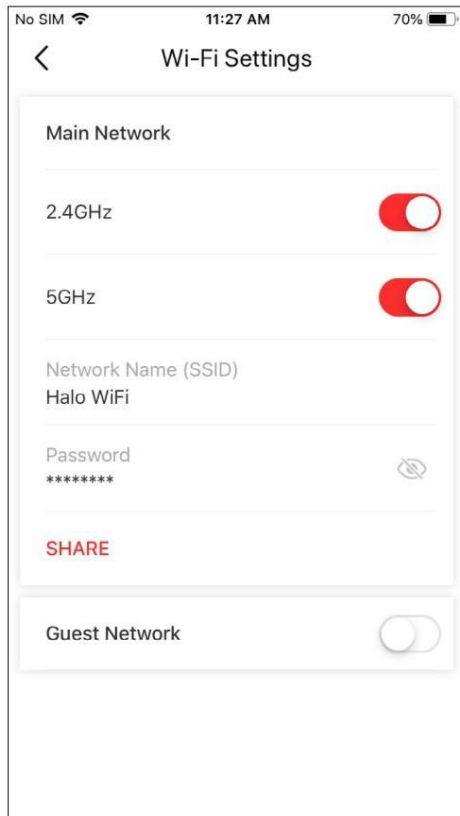 No SIM 11:27 AM 70%
Wi-Fi Settings
Main Network
2.4GHz
5GHz
Network Name (SSID)
Halo WiFi
Password
********
SHARE
Guest Network